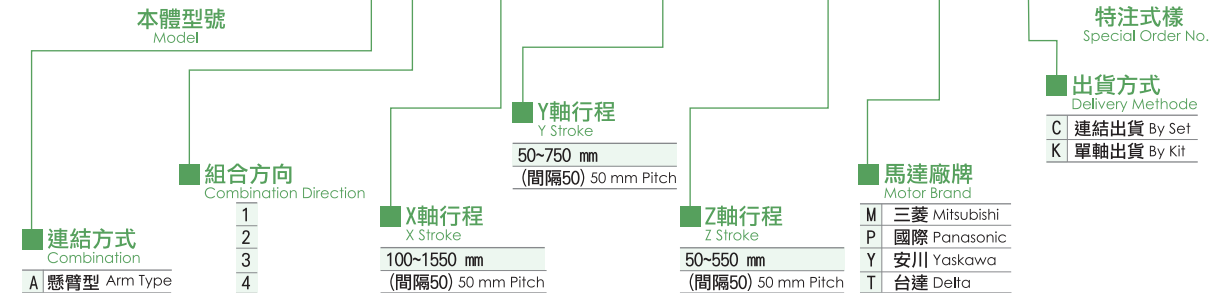 本體型號
Model
特注式樣
Special Order No.
出貨方式
Delivery Methode
C 連結出貨 By Set
K 單軸出貨 By Kit
Y軸行程
Y Stroke
50~750 mm
(間隔50) 50 mm Pitch
組合方向
Combination Direction
1
2
3
4
馬達廠牌
Motor Brand
M 三菱 Mitsubishi
P 國際 Panasonic
Y 安川 Yaskawa
T 台達 Delta
X軸行程
X Stroke
100~1550 mm
(間隔50) 50 mm Pitch
Z軸行程
Z Stroke
50~550 mm
(間隔50) 50 mm Pitch
連結方式
Combination
A 懸臂型 Arm Type